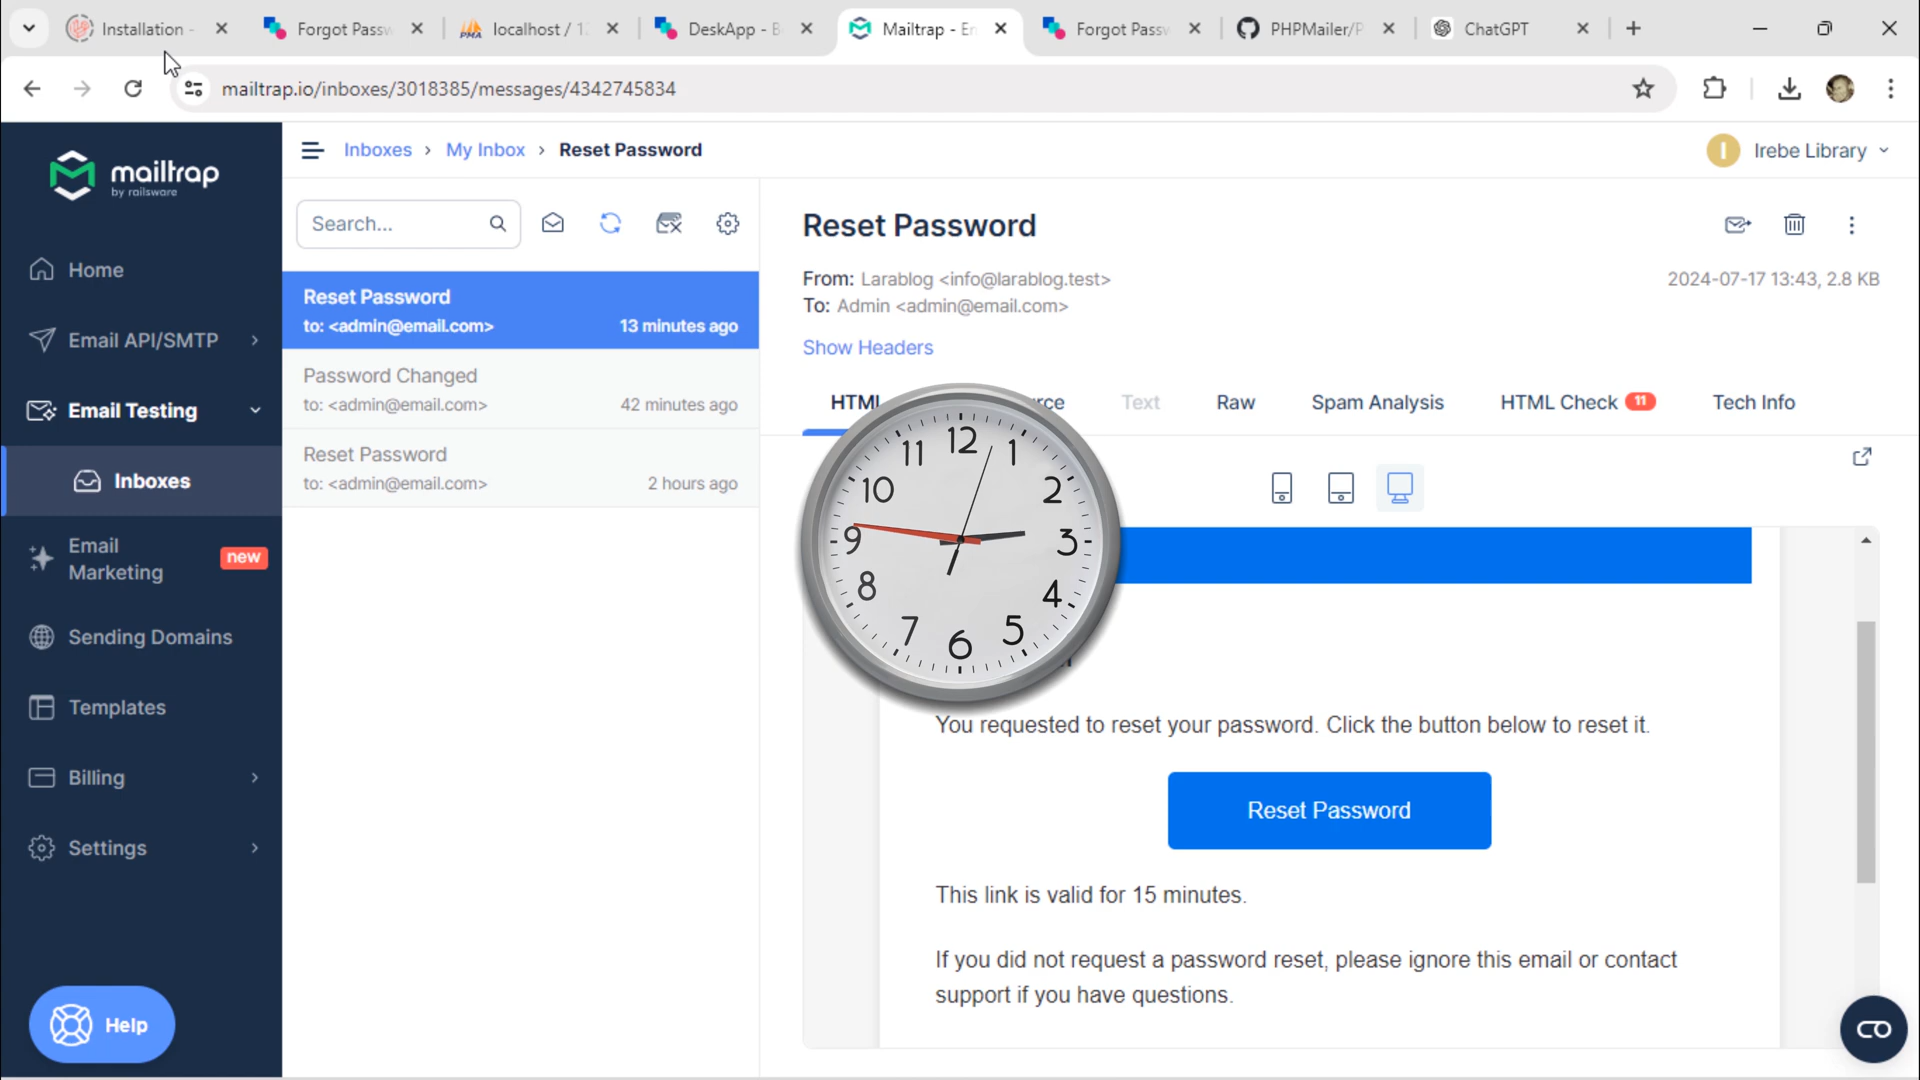 Installation -
Forgot Passw
localhost / 12
DeskApp - B
Mailtrap - Em
Forgot Passw
PHPMailer/P
ChatGPT
mailtrap.io/inboxes/3018385/messages/4342745834
mailtrap
by railsware
Home
Email API/SMTP
Email Testing
Inboxes
Email
Marketing
new
Sending Domains
Templates
Billing
Settings
Help
Inboxes › My Inbox › Reset Password
I Irebe Library
Search...
Reset Password
to: <admin@email.com> 13 minutes ago
Password Changed
to: <admin@email.com> 42 minutes ago
Reset Password
to: <admin@email.com> 2 hours ago
Reset Password
From: Larablog <info@larablog.test>
2024-07-17 13:43, 2.8 KB
To: Admin <admin@email.com>
Show Headers
HTML Text Raw Spam Analysis HTML Check 11 Tech Info
12
1
2
3
4
5
6
7
8
9
10
11
You requested to reset your password. Click the button below to reset it.
Reset Password
This link is valid for 15 minutes.
If you did not request a password reset, please ignore this email or contact
support if you have questions.